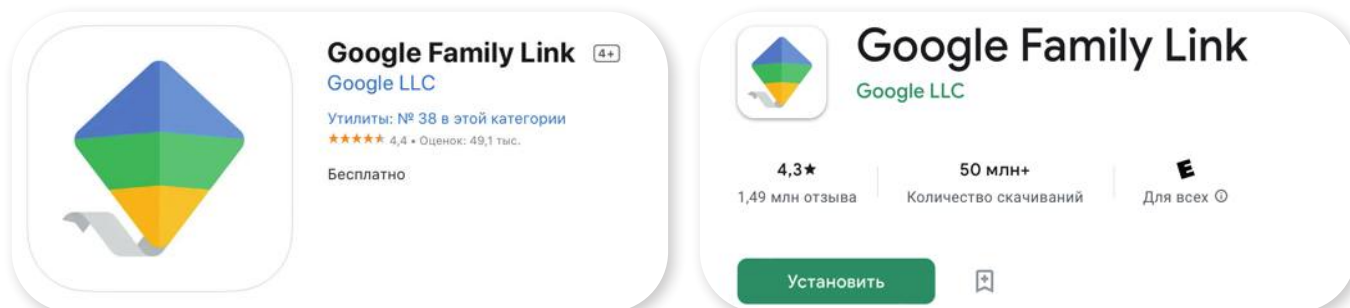 Google Family Link 4+
Google LLC
Утилиты: № 38 в этой категории
★★★★★ 4,4 • Оценок: 49,1 тыс.
Бесплатно
Google Family Link
Google LLC
4,3★ 50 млн+ E
1,49 млн отзыва Количество скачиваний Для всех
Установить